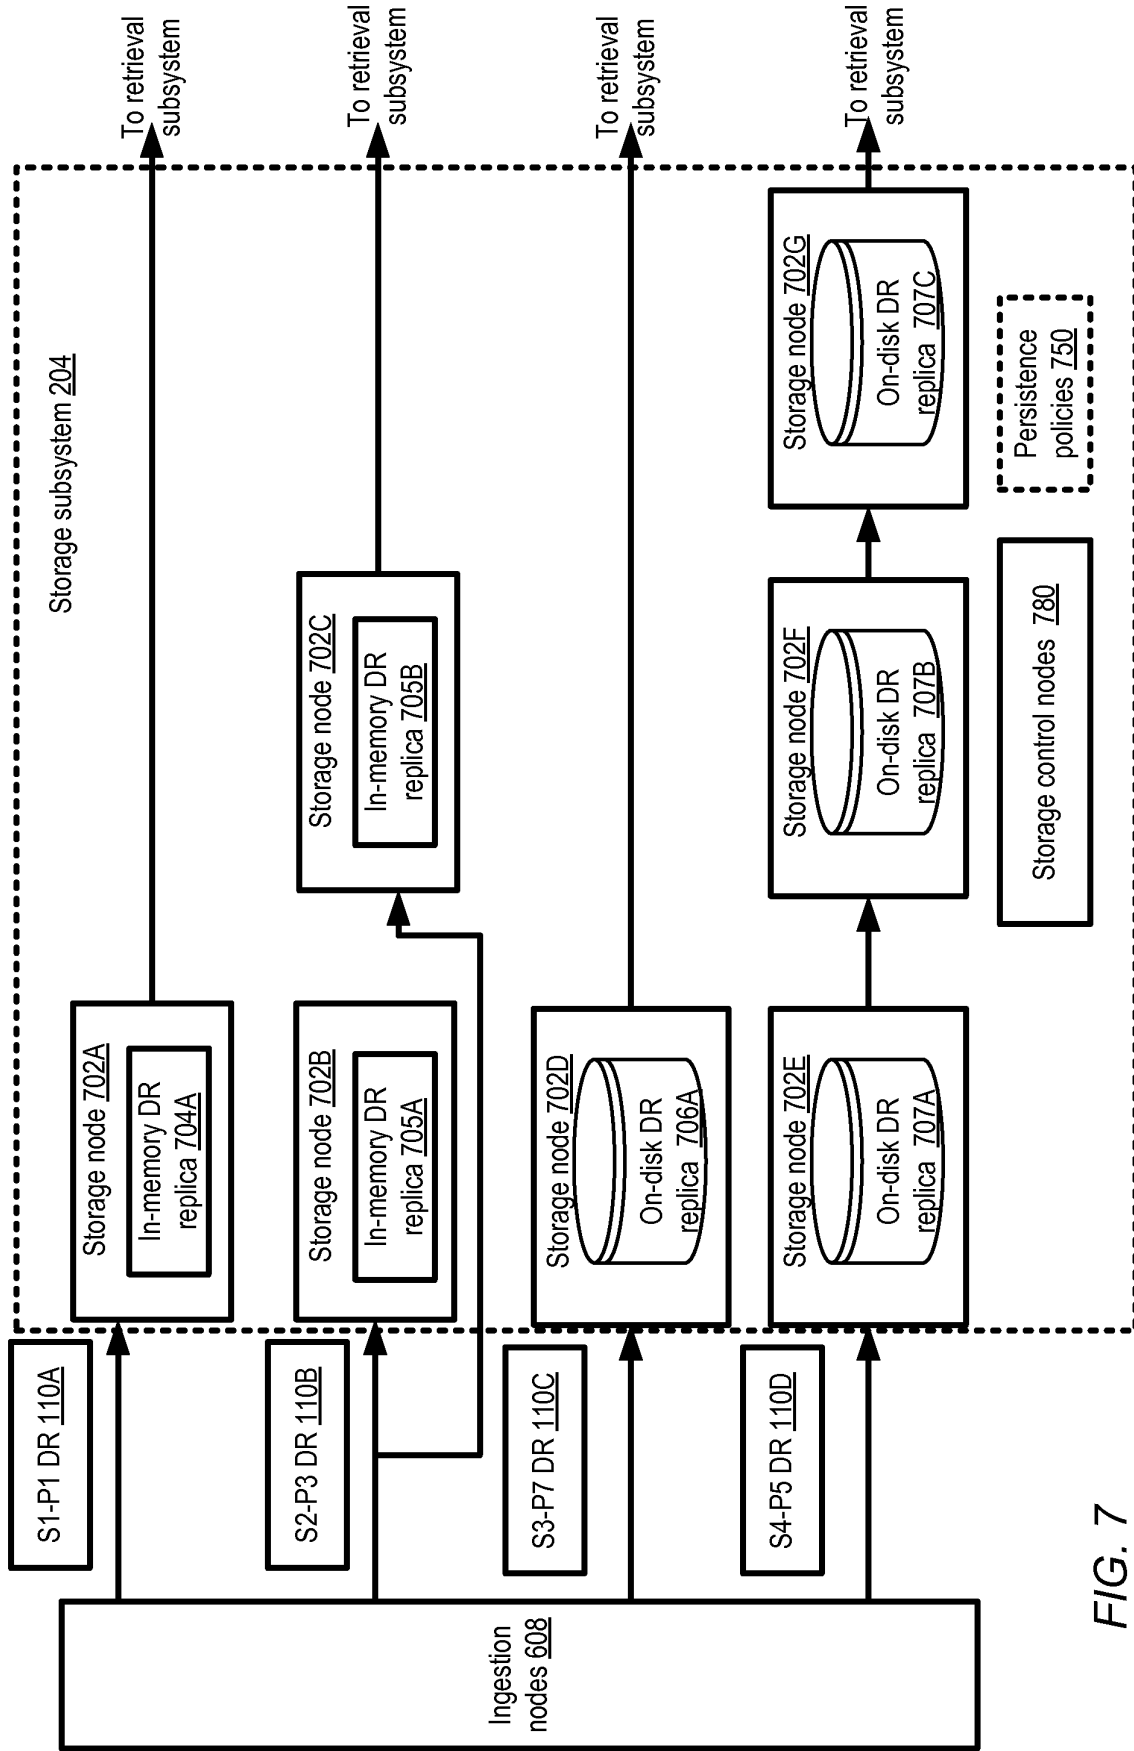 Storage subsystem 204
S1-P1 DR 110A
Storage node 702A
In-memory DR
replica 704A
To retrieval
subsystem
S2-P3 DR 110B
Storage node 702B
In-memory DR
replica 705A
Storage node 702C
In-memory DR
replica 705B
To retrieval
subsystem
Ingestion
nodes 608
S3-P7 DR 110C
Storage node 702D
On-disk DR
replica 706A
To retrieval
subsystem
S4-P5 DR 110D
Storage node 702E
On-disk DR
replica 707A
Storage node 702F
On-disk DR
replica 707B
Storage node 702G
On-disk DR
replica 707C
To retrieval
subsystem
Storage control nodes 780
Persistence
policies 750
FIG. 7